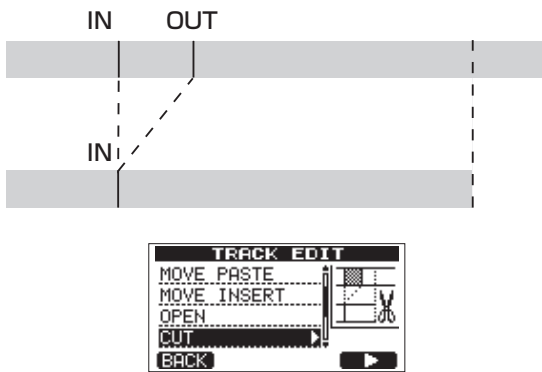 IN OUT
IN
TRACK EDIT
MOVE PASTE
MOVE INSERT
OPEN
CUT
BACK